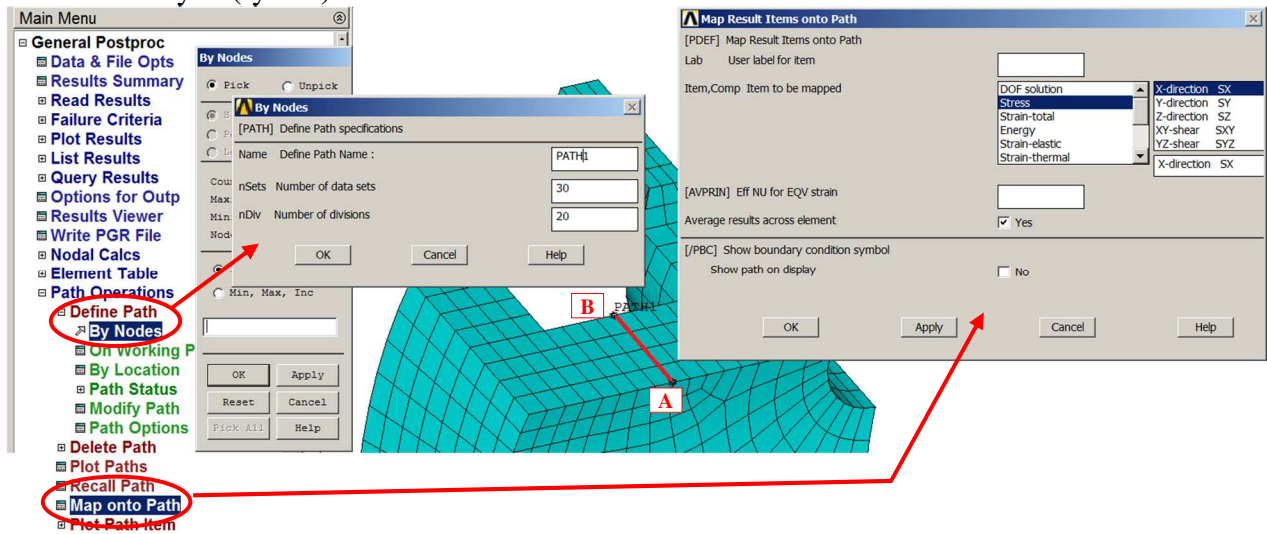 Main Menu
General Postproc
Data & File Opts
Results Summary
Read Results
Failure Criteria
Plot Results
List Results
Query Results
Options for Outp
Results Viewer
Write PGR File
Nodal Calcs
Element Table
Path Operations
Define Path
By Nodes
On Working P
By Location
Path Status
Modify Path
Path Options
Delete Path
Plot Paths
Recall Path
Map onto Path
Plot Path Item
By Nodes
Pick Unpick
Min, Max, Inc
OK Apply
Reset Cancel
Pick All Help
By Nodes
[PATH] Define Path specifications
Name Define Path Name : PATH1
nSets Number of data sets 30
nDiv Number of divisions 20
OK Cancel Help
B PATH1
A
Map Result Items onto Path
[PDEF] Map Result Items onto Path
Lab User label for item
Item,Comp Item to be mapped
DOF solution
Stress
Strain-total
Energy
Strain-elastic
Strain-thermal
X-direction SX
Y-direction SY
Z-direction SZ
XY-shear SXY
YZ-shear SYZ
X-direction SX
[AVPRIN] Eff NU for EQV strain
Average results across element Yes
[/PBC] Show boundary condition symbol
Show path on display No
OK Apply Cancel Help